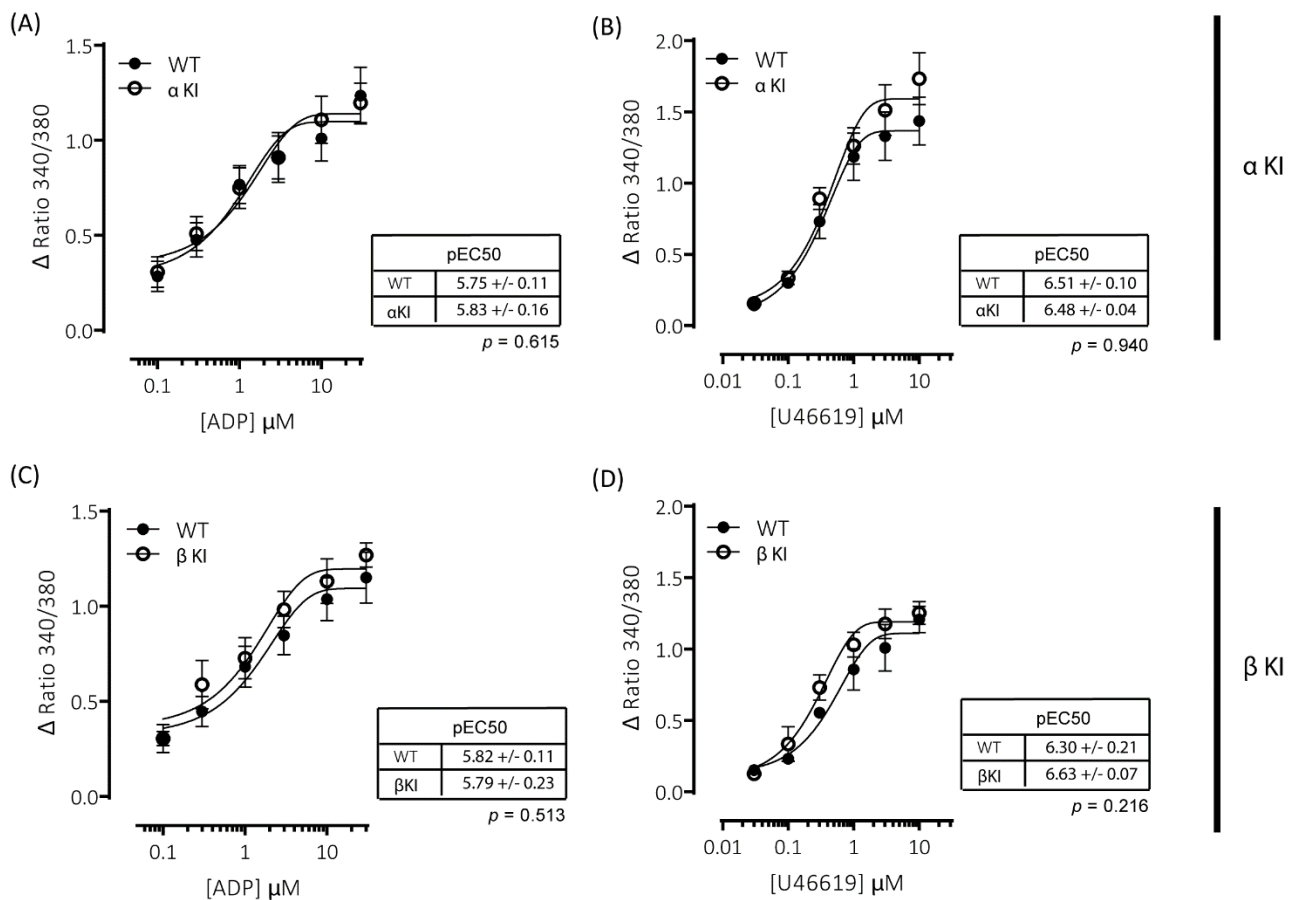 (A)
1.5
1.0
0.5
0.0
Δ Ratio 340/380
WT
α KI
0.1 1 10
[ADP] µM
pEC50
WT 5.75 +/- 0.11
αKI 5.83 +/- 0.16
p = 0.615
(B)
2.0
1.5
1.0
0.5
0.0
Δ Ratio 340/380
WT
α KI
0.01 0.1 1 10
[U46619] µM
pEC50
WT 6.51 +/- 0.10
αKI 6.48 +/- 0.04
p = 0.940
α KI
(C)
1.5
1.0
0.5
0.0
Δ Ratio 340/380
WT
β KI
0.1 1 10
[ADP] µM
pEC50
WT 5.82 +/- 0.11
βKI 5.79 +/- 0.23
p = 0.513
(D)
2.0
1.5
1.0
0.5
0.0
Δ Ratio 340/380
WT
β KI
0.01 0.1 1 10
[U46619] µM
pEC50
WT 6.30 +/- 0.21
βKI 6.63 +/- 0.07
p = 0.216
β KI